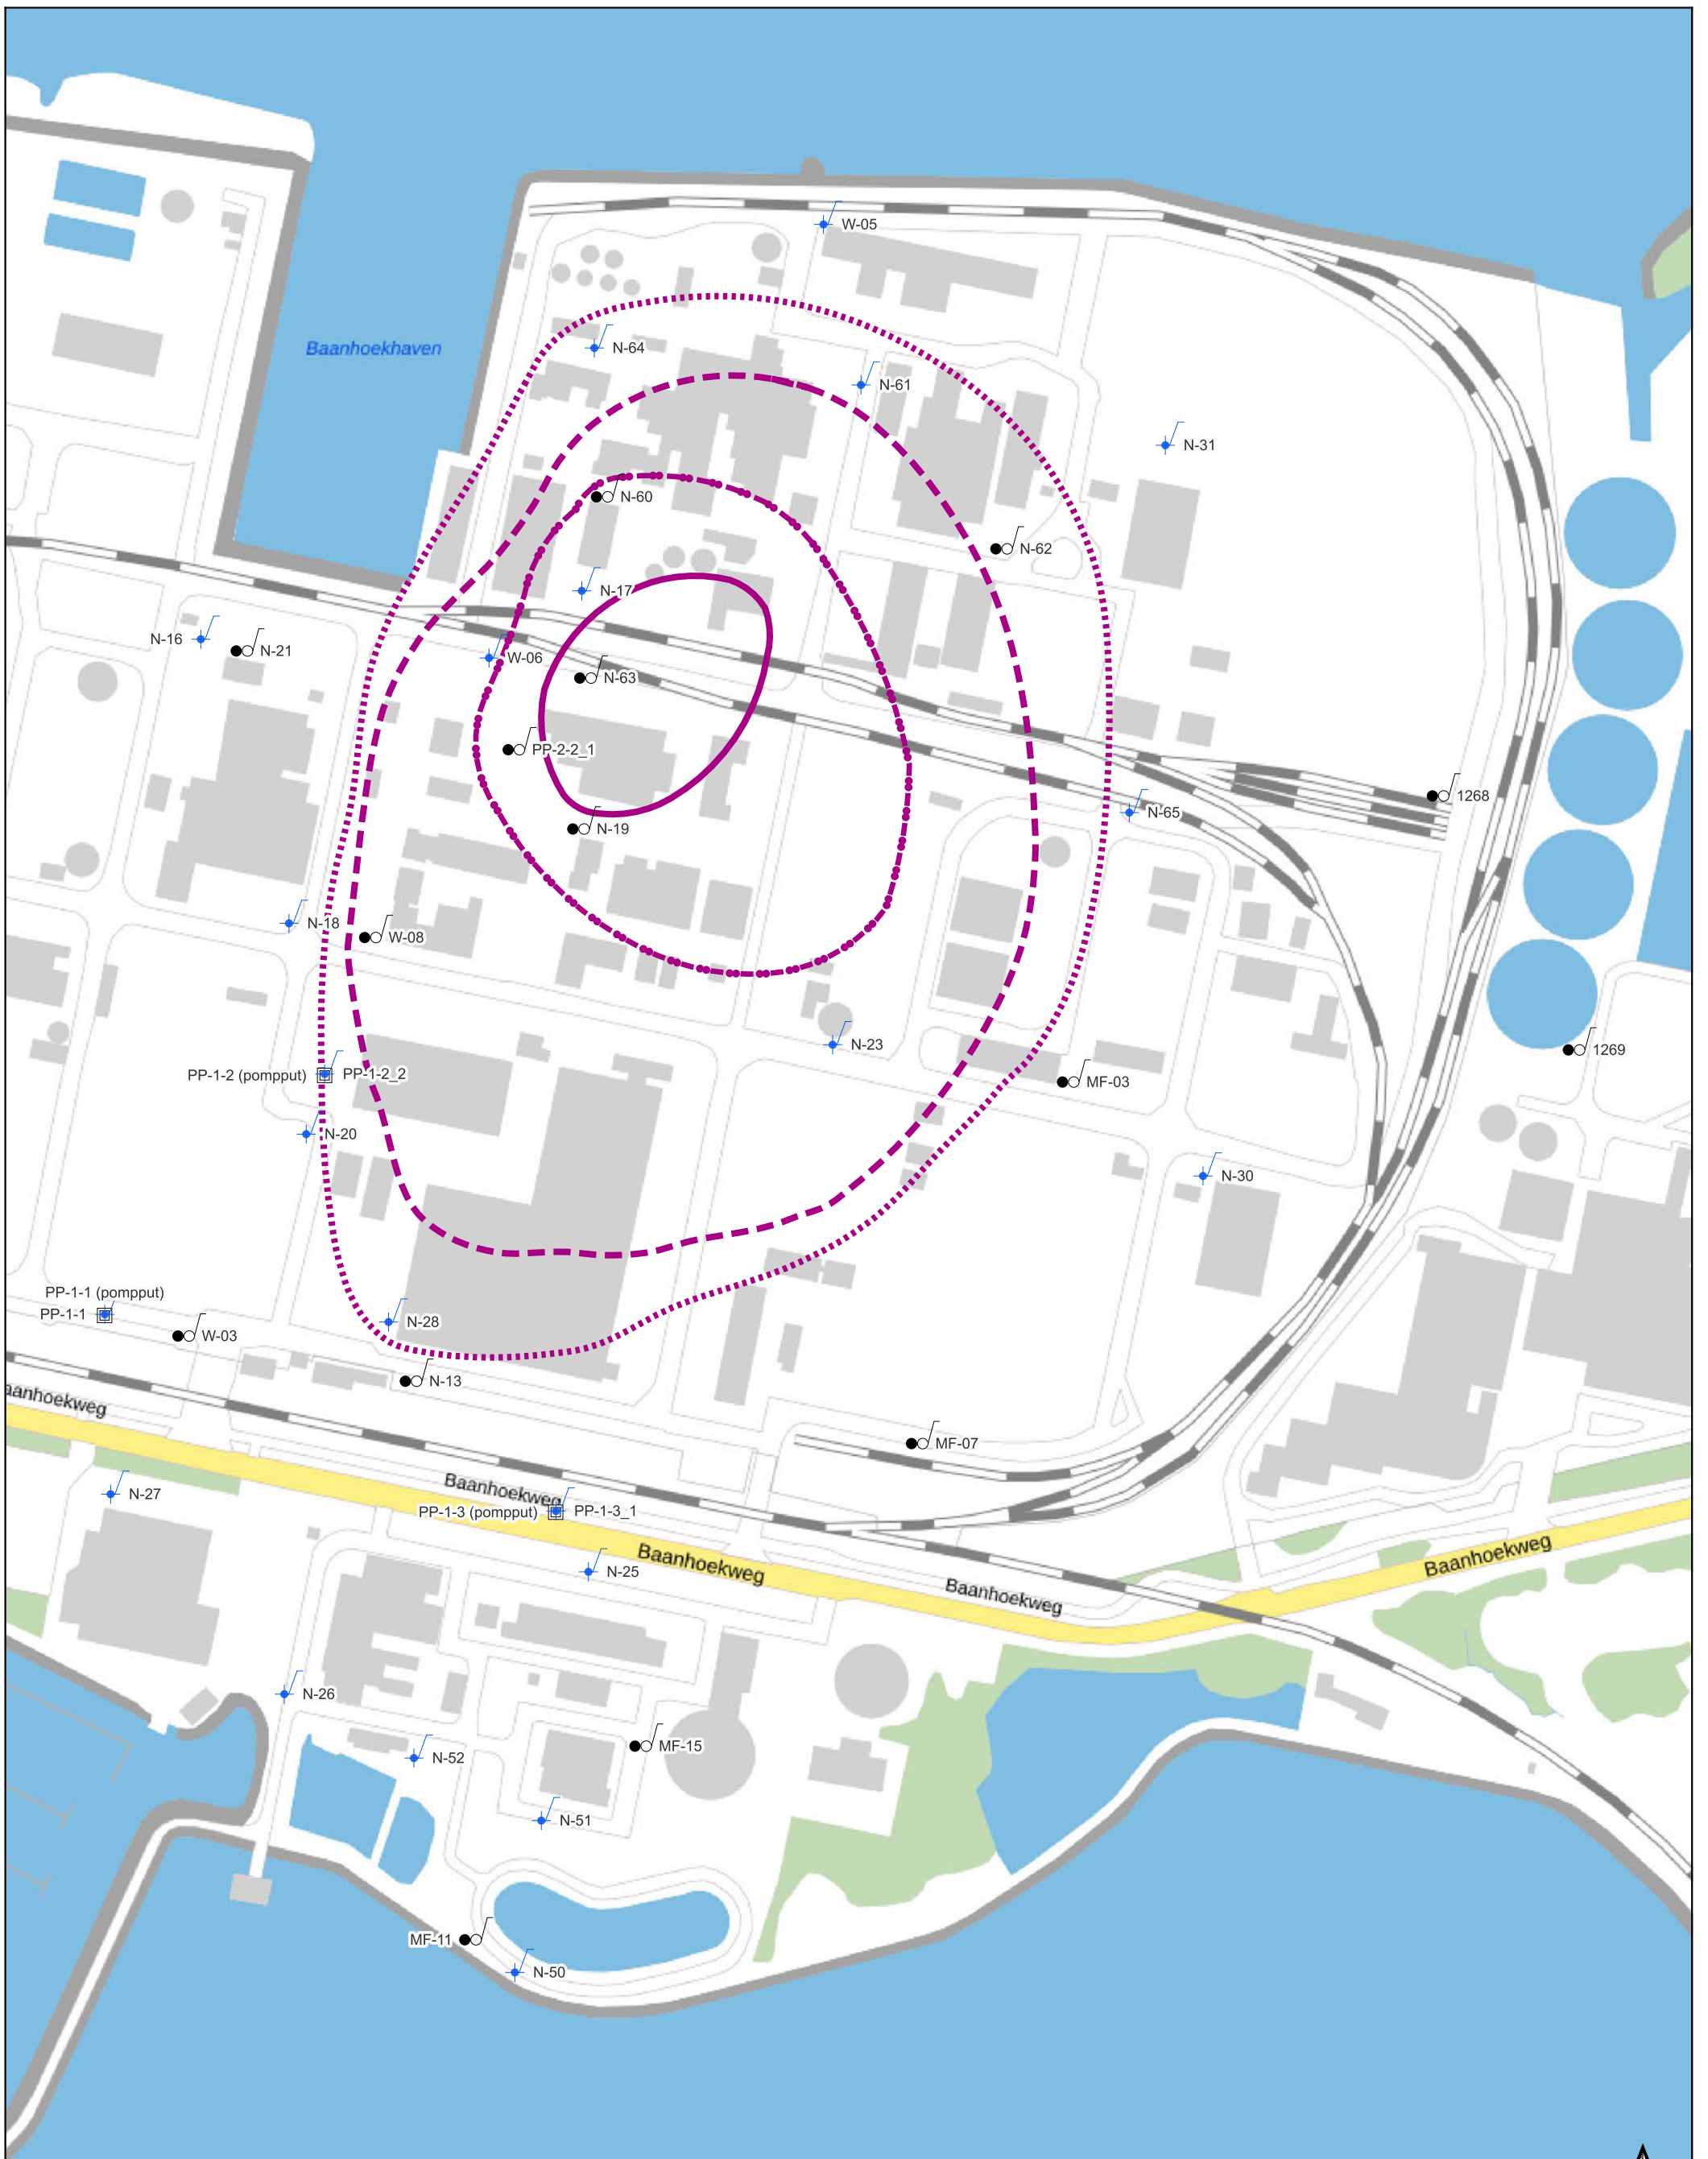 W-05
Baanhoekhaven
N-64
N-61
N-31
N-60
N-62
N-17
N-16
N-21
W-06
N-63
PP-2-2_1
1268
N-65
N-19
N-18
W-08
N-23
1269
PP-1-2 (pompput)
PP-1-2_2
MF-03
N-20
N-30
PP-1-1 (pompput)
PP-1-1
N-28
W-03
N-13
aanhoekweg
MF-07
Baanhoekweg
N-27
PP-1-3 (pompput)
PP-1-3_1
Baanhoekweg
Baanhoekweg
N-25
Baanhoekweg
N-26
MF-15
N-52
N-51
MF-11
N-50